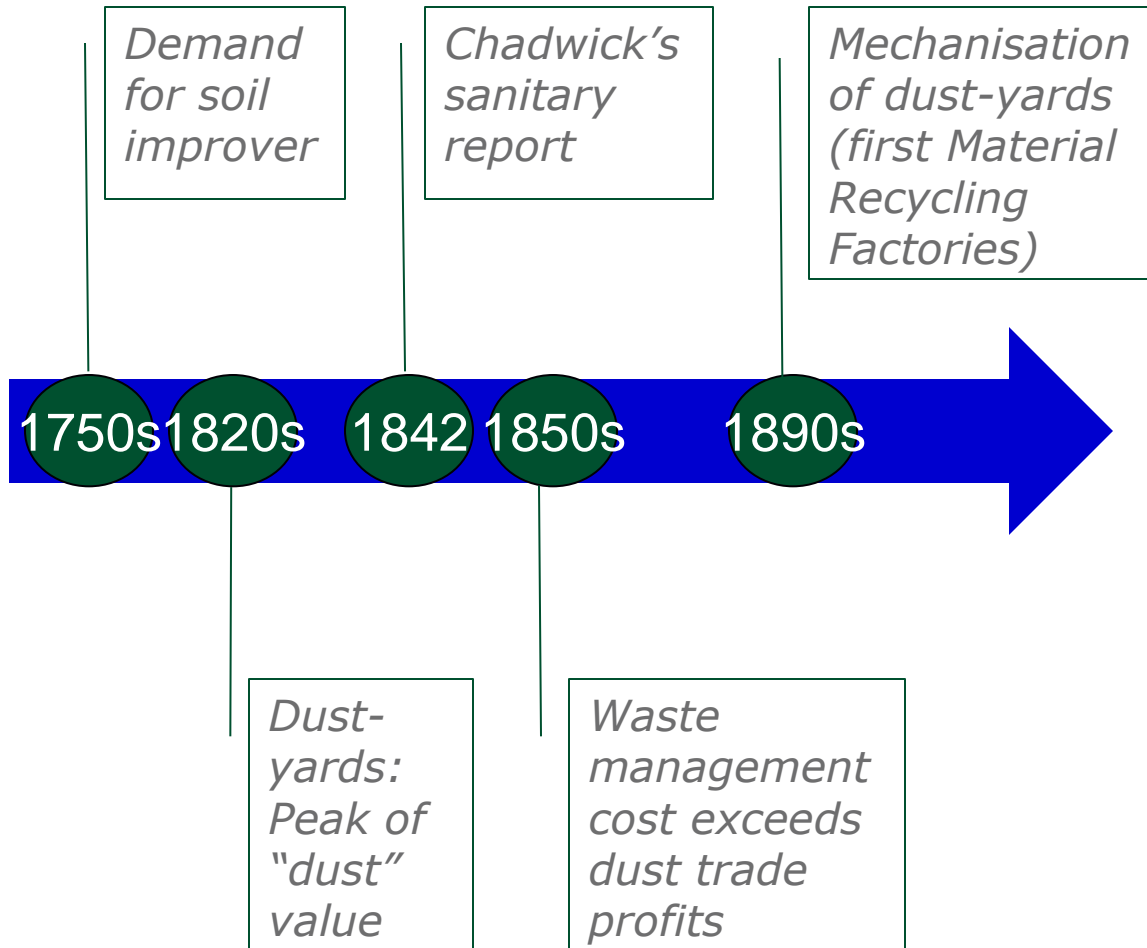 Demand
for soil
improver
Chadwick’s
sanitary
report
Mechanisation
of dust-yards
(first Material
Recycling
Factories)
1750s
1820s
1842
1850s
1890s
Dust-
yards:
Peak of
“dust”
value
Waste
management
cost exceeds
dust trade
profits